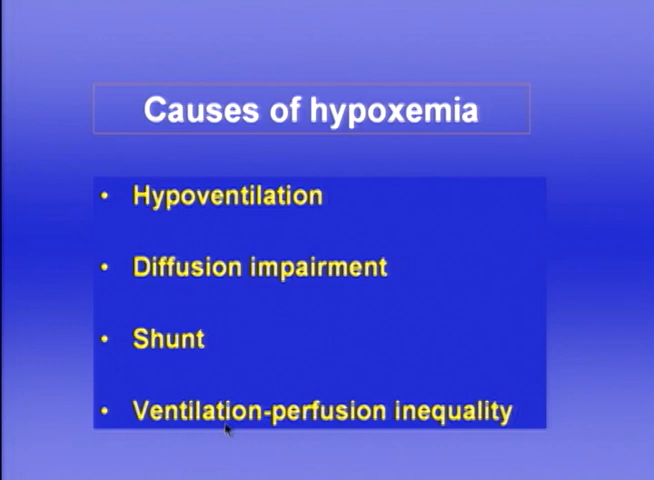 Causes of hypoxemia
• Hypoventilation
• Diffusion impairment
• Shunt
• Ventilation-perfusion inequality